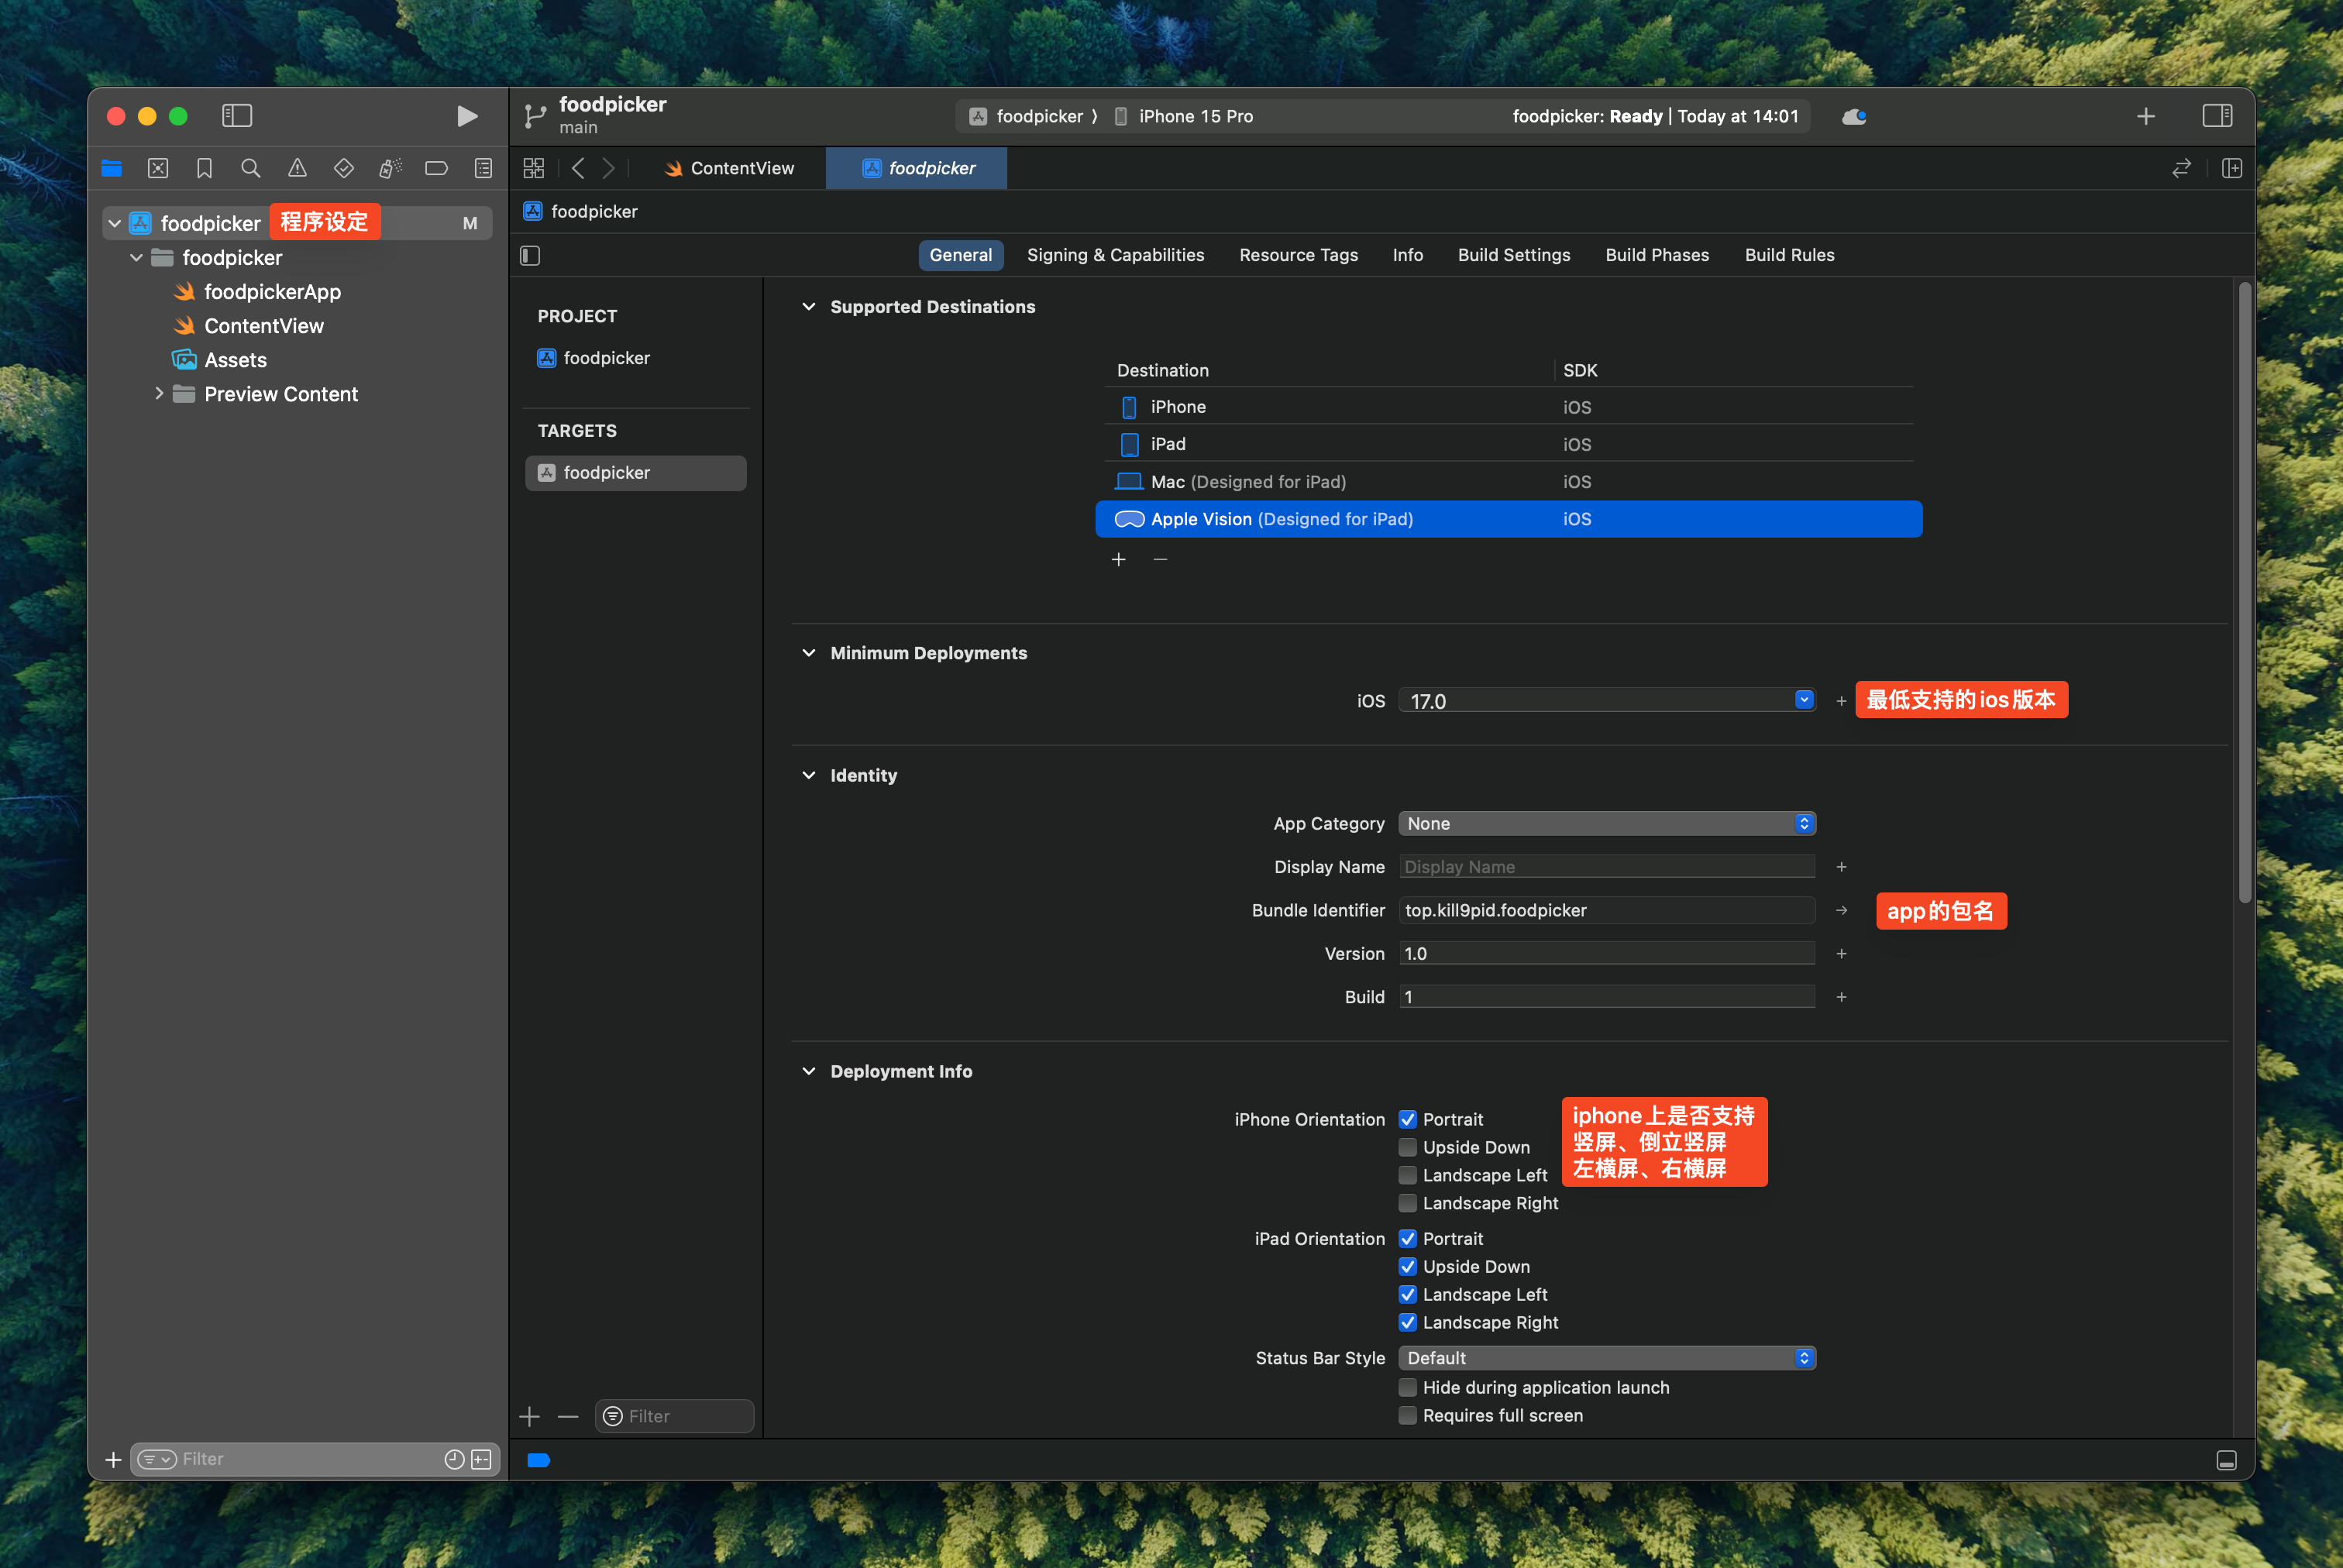 foodpicker
main
foodpicker
iPhone 15 Pro
foodpicker: Ready | Today at 14:01
ContentView
foodpicker
foodpicker 程序设定 M
foodpicker
foodpickerApp
ContentView
Assets
Preview Content
Filter
foodpicker
General
Signing & Capabilities
Resource Tags
Info
Build Settings
Build Phases
Build Rules
PROJECT
foodpicker
TARGETS
foodpicker
Filter
Supported Destinations
Destination SDK
iPhone iOS
iPad iOS
Mac (Designed for iPad) iOS
Apple Vision (Designed for iPad) iOS
Minimum Deployments
iOS 17.0 最低支持的ios版本
Identity
App Category None
Display Name Display Name
Bundle Identifier top.kill9pid.foodpicker app的包名
Version 1.0
Build 1
Deployment Info
iPhone Orientation Portrait
Upside Down
Landscape Left
Landscape Right
iphone上是否支持
竖屏、倒立竖屏
左横屏、右横屏
iPad Orientation Portrait
Upside Down
Landscape Left
Landscape Right
Status Bar Style Default
Hide during application launch
Requires full screen